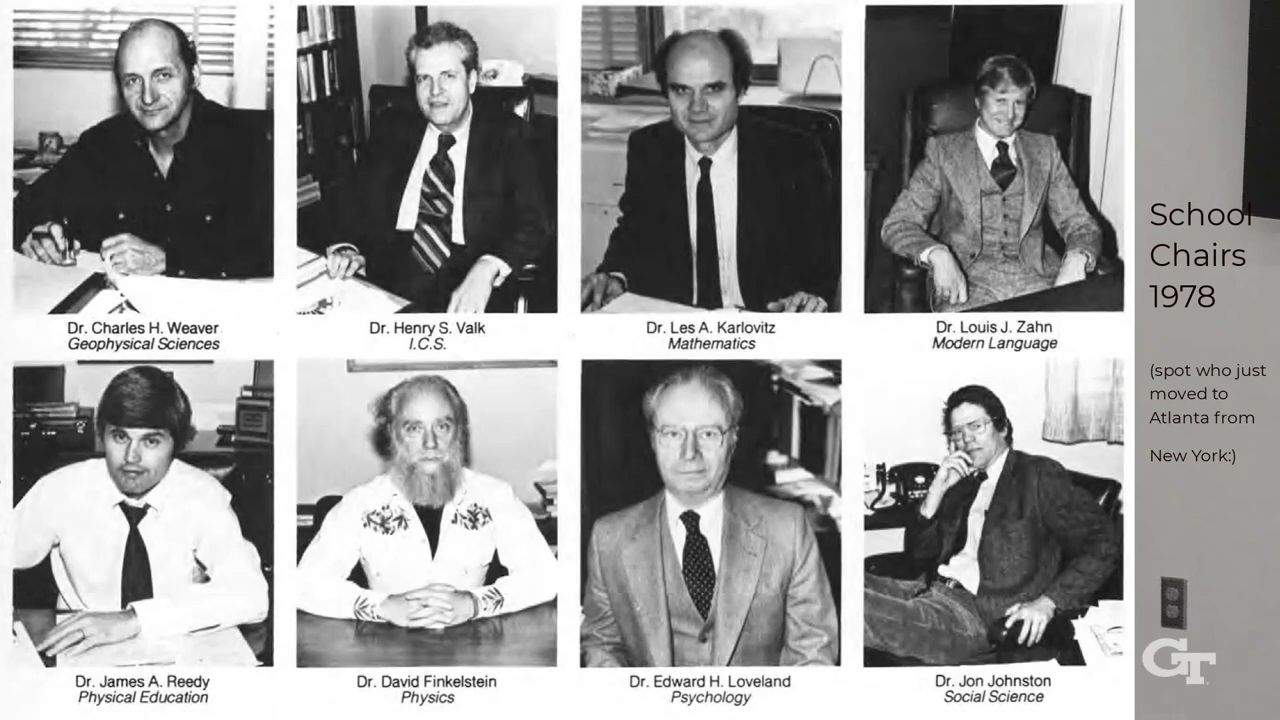 Dr. Charles H. Weaver
Geophysical Sciences
Dr. Henry S. Valk
I.C.S.
Dr. Les A. Karlovitz
Mathematics
Dr. Louis J. Zahn
Modern Language
Dr. James A. Reedy
Physical Education
Dr. David Finkelstein
Physics
Dr. Edward H. Loveland
Psychology
Dr. Jon Johnston
Social Science
School
Chairs
1978
(spot who just
moved to
Atlanta from
New York:)
GT